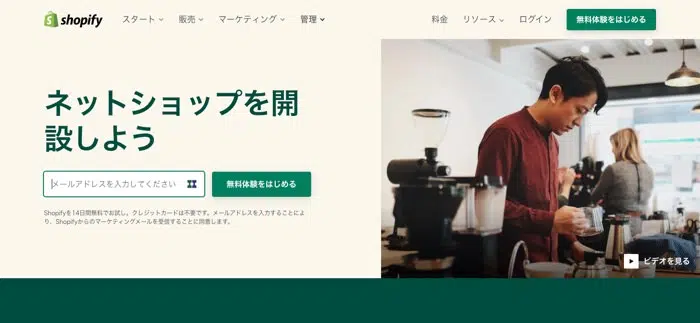 shopify
スタート 販売 マーケティング 管理 料金 リソース ログイン 無料体験をはじめる
ネットショップを開
設しよう
メールアドレスを入力してください 無料体験をはじめる
Shopifyを14日間無料でお試し。クレジットカードは不要です。メールアドレスを入力することによ
り、Shopifyからのマーケティングメールを受信することに同意します。
ビデオを見る